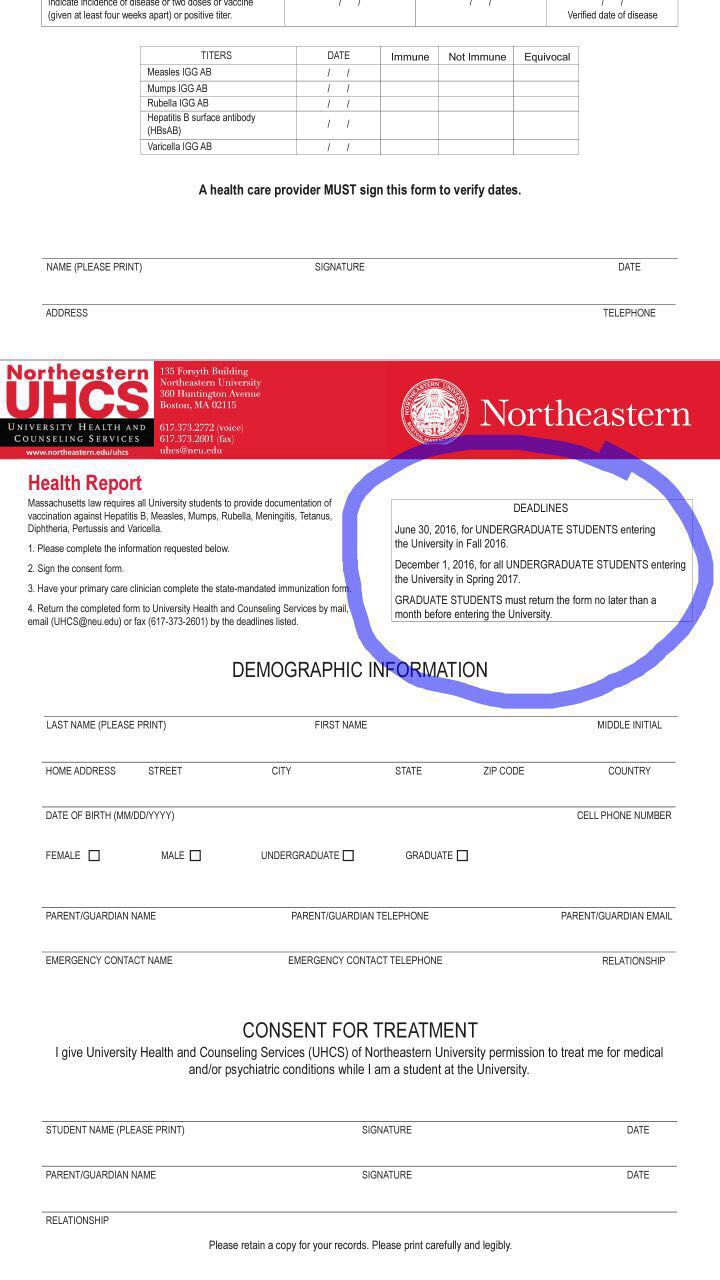 Indicate incidence of disease or two doses of vaccine
(given at least four weeks apart) or positive titer.
/ / / / / /
Verified date of disease
TITERS DATE Immune Not Immune Equivocal
Measles IGG AB / /
Mumps IGG AB / /
Rubella IGG AB / /
Hepatitis B surface antibody
(HBsAB) / /
Varicella IGG AB / /
A health care provider MUST sign this form to verify dates.
NAME (PLEASE PRINT) SIGNATURE DATE
ADDRESS TELEPHONE
Northeastern
UHCS
UNIVERSITY HEALTH AND
COUNSELING SERVICES
www.northeastern.edu/uhcs
135 Forsyth Building
Northeastern University
360 Huntington Avenue
Boston, MA 02115
617.373.2772 (voice)
617.373.2601 (fax)
uhcs@neu.edu
Northeastern
Health Report
Massachusetts law requires all University students to provide documentation of
vaccination against Hepatitis B, Measles, Mumps, Rubella, Meningitis, Tetanus,
Diphtheria, Pertussis and Varicella.
1. Please complete the information requested below.
2. Sign the consent form.
3. Have your primary care clinician complete the state-mandated immunization form.
4. Return the completed form to University Health and Counseling Services by mail,
email (UHCS@neu.edu) or fax (617-373-2601) by the deadlines listed.
DEADLINES
June 30, 2016, for UNDERGRADUATE STUDENTS entering
the University in Fall 2016.
December 1, 2016, for all UNDERGRADUATE STUDENTS entering
the University in Spring 2017.
GRADUATE STUDENTS must return the form no later than a
month before entering the University.
DEMOGRAPHIC INFORMATION
LAST NAME (PLEASE PRINT) FIRST NAME MIDDLE INITIAL
HOME ADDRESS STREET CITY STATE ZIP CODE COUNTRY
DATE OF BIRTH (MM/DD/YYYY) CELL PHONE NUMBER
FEMALE MALE UNDERGRADUATE GRADUATE
PARENT/GUARDIAN NAME PARENT/GUARDIAN TELEPHONE PARENT/GUARDIAN EMAIL
EMERGENCY CONTACT NAME EMERGENCY CONTACT TELEPHONE RELATIONSHIP
CONSENT FOR TREATMENT
I give University Health and Counseling Services (UHCS) of Northeastern University permission to treat me for medical
and/or psychiatric conditions while I am a student at the University.
STUDENT NAME (PLEASE PRINT) SIGNATURE DATE
PARENT/GUARDIAN NAME SIGNATURE DATE
RELATIONSHIP
Please retain a copy for your records. Please print carefully and legibly.